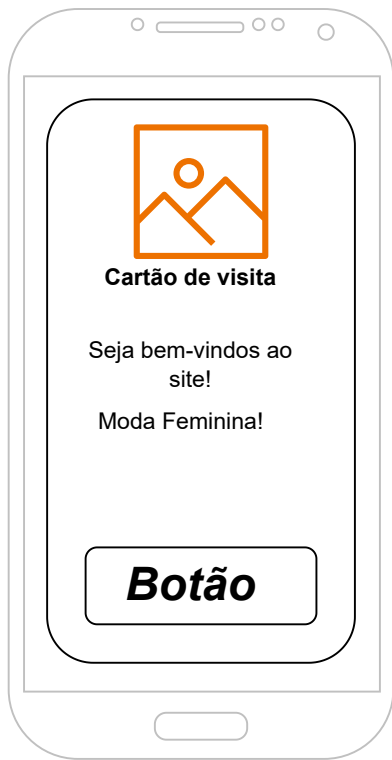 Cartão de visita
Seja bem-vindos ao
site!
Moda Feminina!
Botão